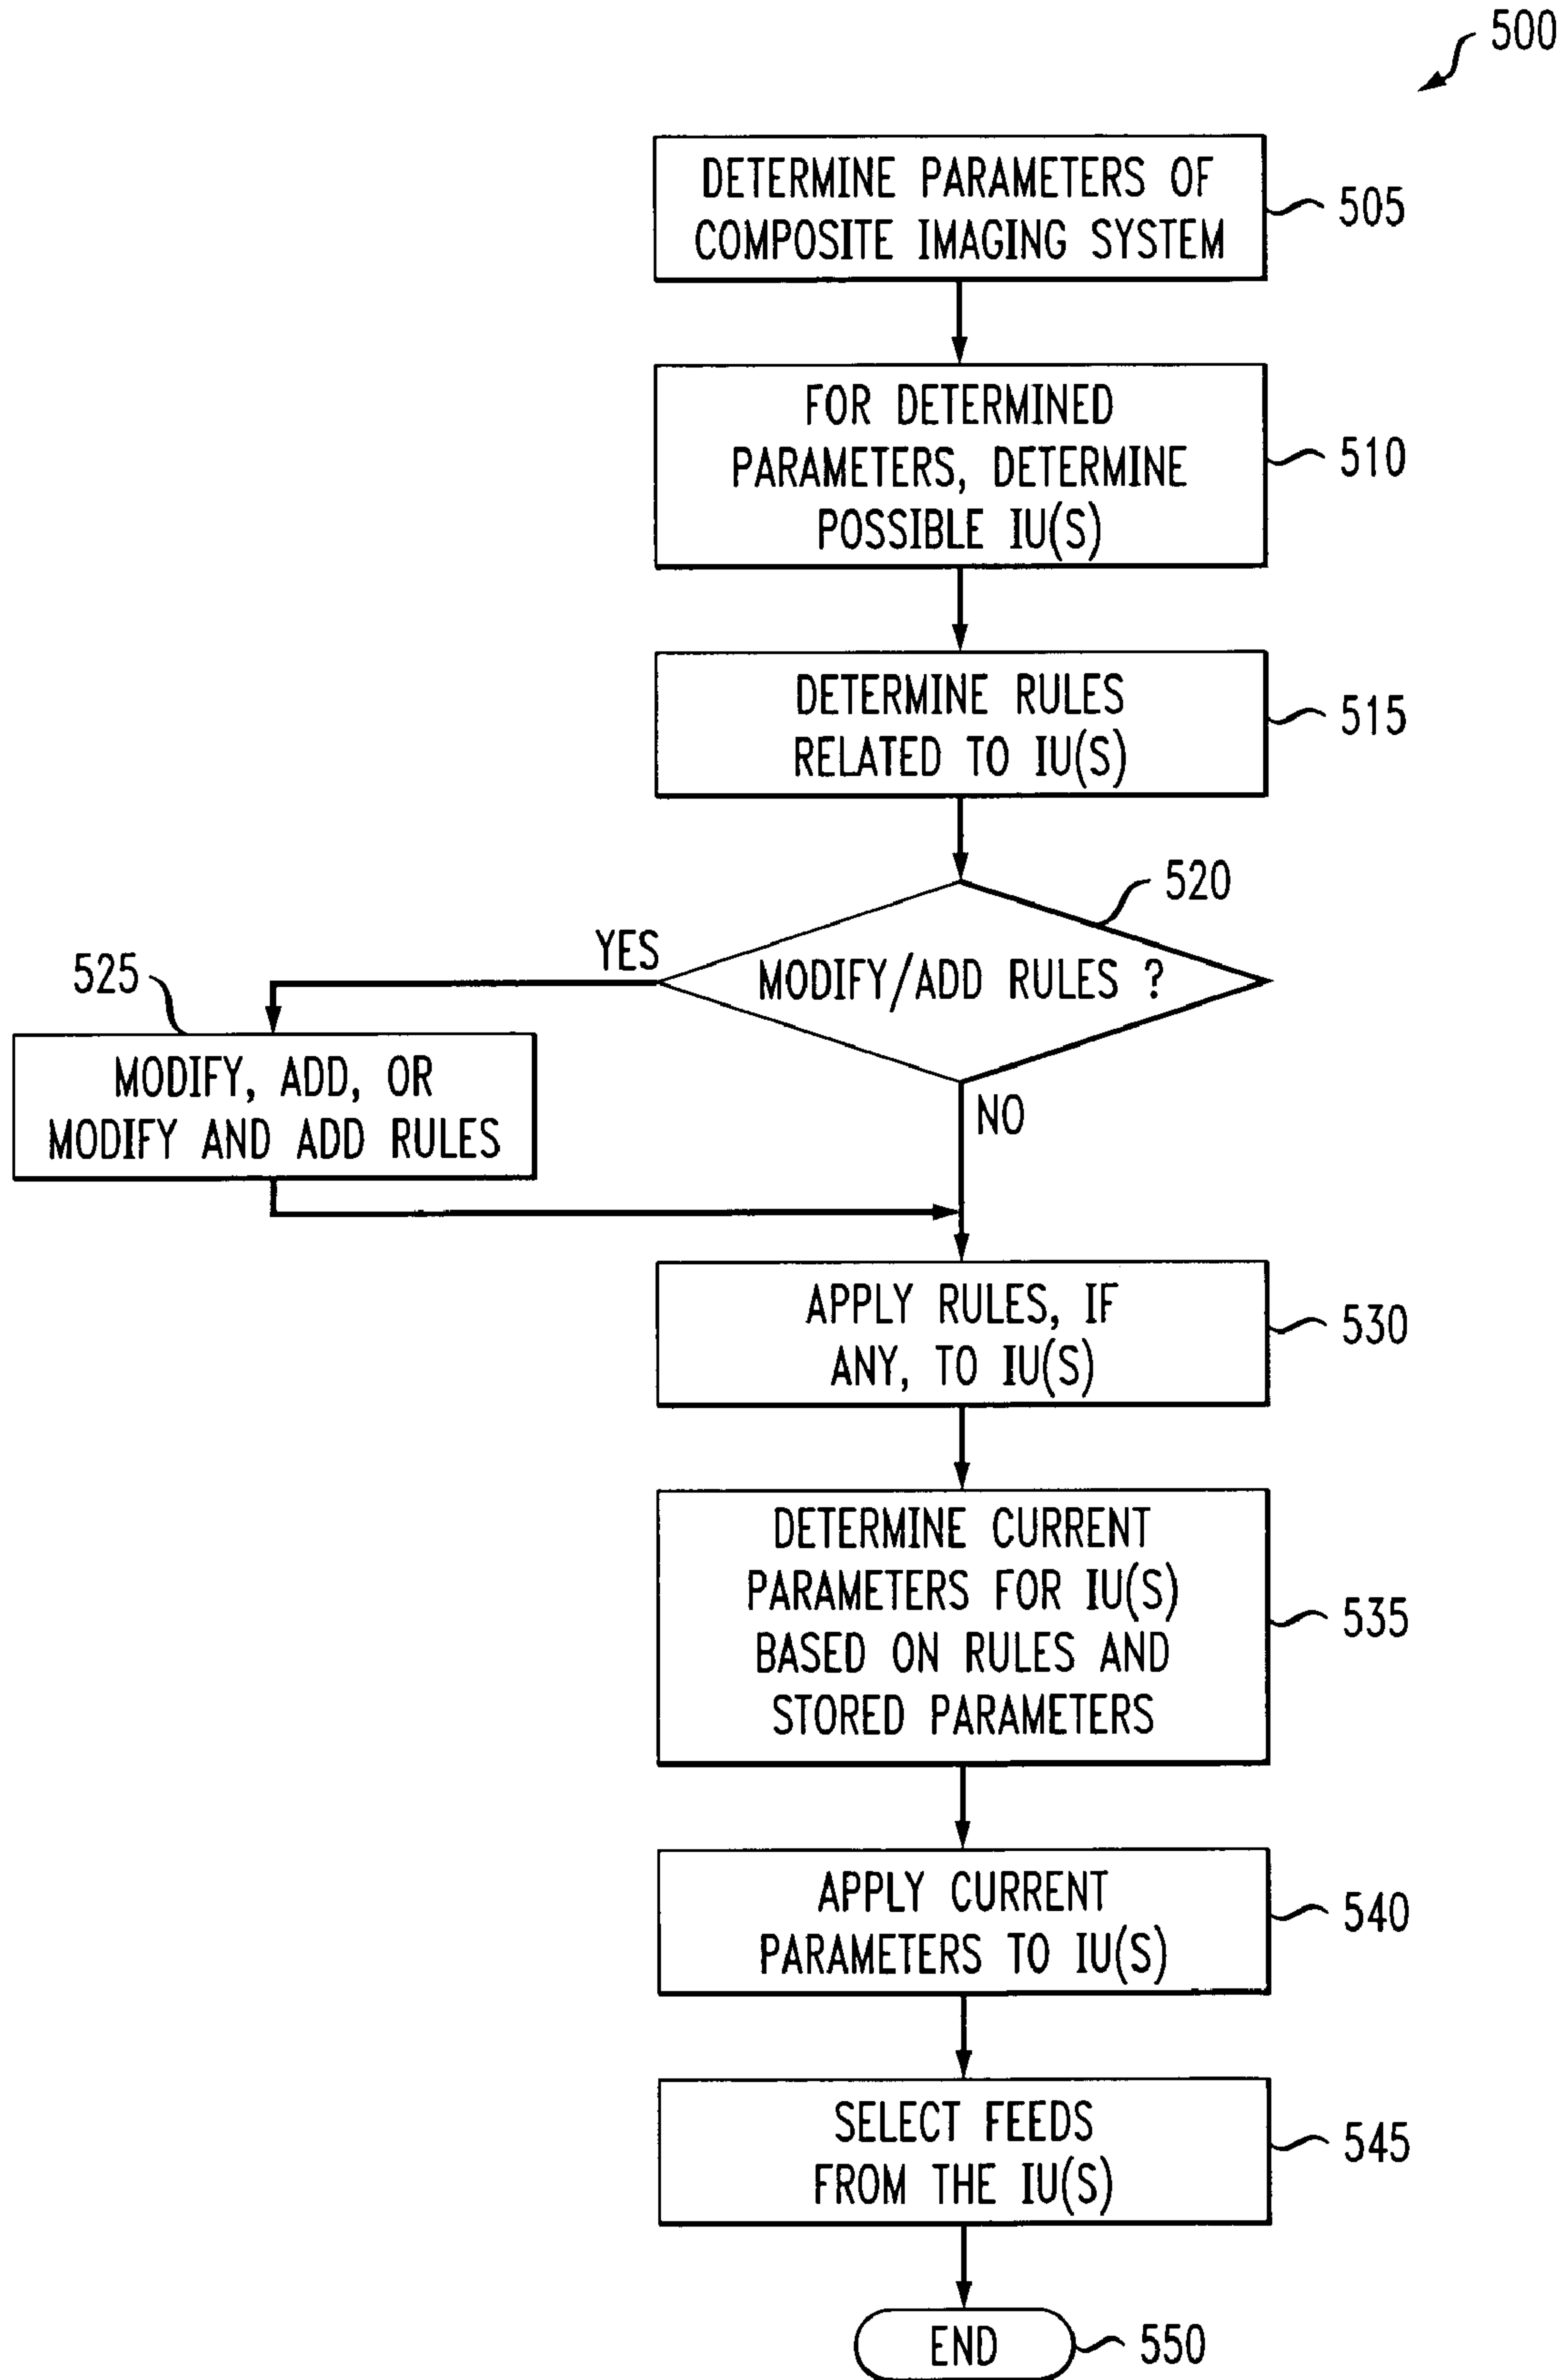 500
DETERMINE PARAMETERS OF
COMPOSITE IMAGING SYSTEM
505
FOR DETERMINED
PARAMETERS, DETERMINE
POSSIBLE IU(S)
510
DETERMINE RULES
RELATED TO IU(S)
515
520
MODIFY/ADD RULES ?
YES
NO
525
MODIFY, ADD, OR
MODIFY AND ADD RULES
APPLY RULES, IF
ANY, TO IU(S)
530
DETERMINE CURRENT
PARAMETERS FOR IU(S)
BASED ON RULES AND
STORED PARAMETERS
535
APPLY CURRENT
PARAMETERS TO IU(S)
540
SELECT FEEDS
FROM THE IU(S)
545
END
550